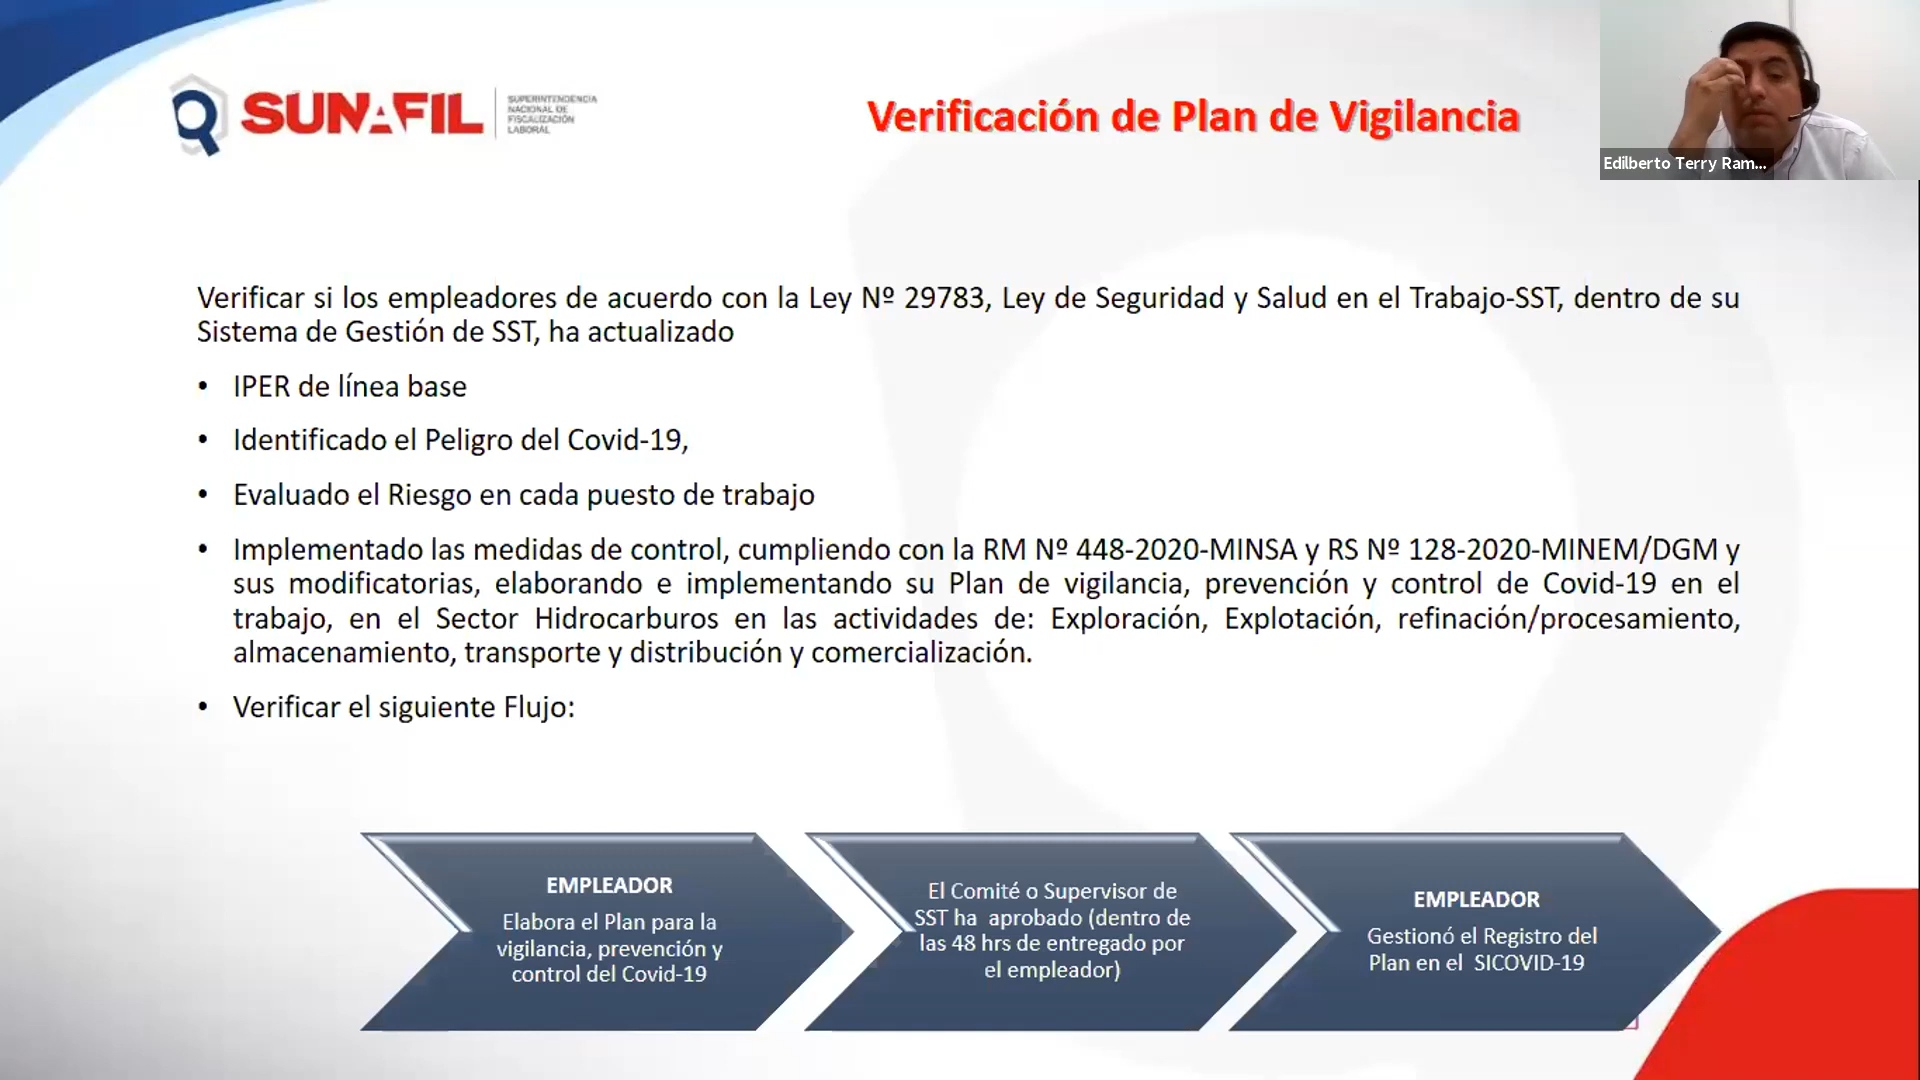 SUNAFIL
SUPERINTENDENCIA
NACIONAL DE
FISCALIZACIÓN
LABORAL
Verificación de Plan de Vigilancia
Edilberto Terry Ram...
Verificar si los empleadores de acuerdo con la Ley Nº 29783, Ley de Seguridad y Salud en el Trabajo-SST, dentro de su
Sistema de Gestión de SST, ha actualizado
• IPER de línea base
• Identificado el Peligro del Covid-19,
• Evaluado el Riesgo en cada puesto de trabajo
• Implementado las medidas de control, cumpliendo con la RM Nº 448-2020-MINSA y RS Nº 128-2020-MINEM/DGM y
sus modificatorias, elaborando e implementando su Plan de vigilancia, prevención y control de Covid-19 en el
trabajo, en el Sector Hidrocarburos en las actividades de: Exploración, Explotación, refinación/procesamiento,
almacenamiento, transporte y distribución y comercialización.
• Verificar el siguiente Flujo:
EMPLEADOR
Elabora el Plan para la
vigilancia, prevención y
control del Covid-19
El Comité o Supervisor de
SST ha aprobado (dentro de
las 48 hrs de entregado por
el empleador)
EMPLEADOR
Gestionó el Registro del
Plan en el SICOVID-19